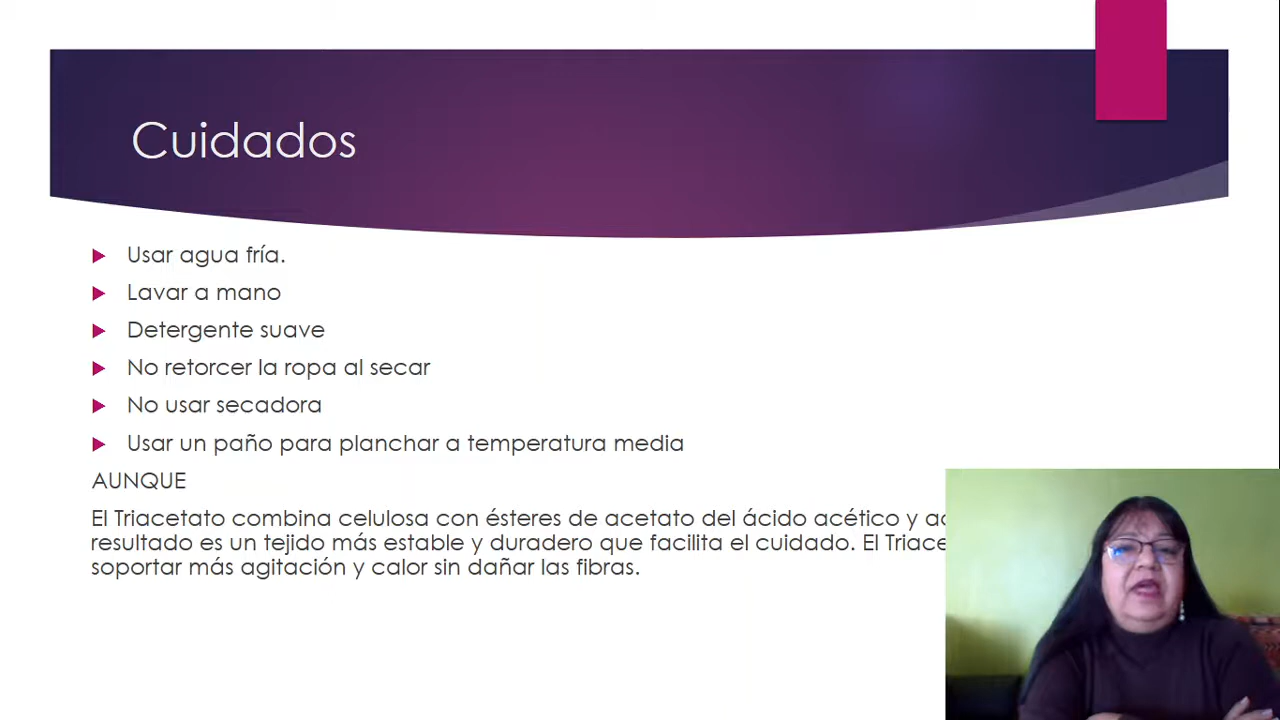 Cuidados
Usar agua fría.
Lavar a mano
Detergente suave
No retorcer la ropa al secar
No usar secadora
Usar un paño para planchar a temperatura media
AUNQUE
El Triacetato combina celulosa con ésteres de acetato del ácido acético y
resultado es un tejido más estable y duradero que facilita el cuidado. El
soportar más agitación y calor sin dañar las fibras.